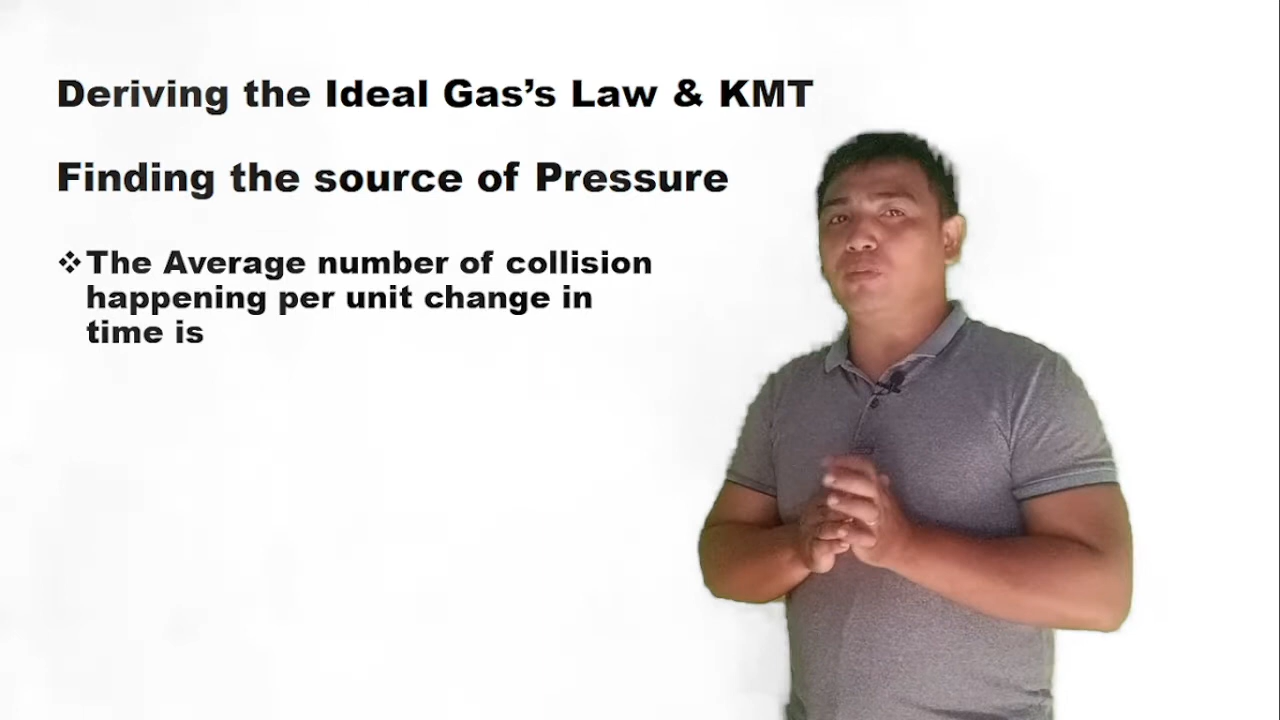 Deriving the Ideal Gas’s Law & KMT
Finding the source of Pressure
❖The Average number of collision
happening per unit change in
time is